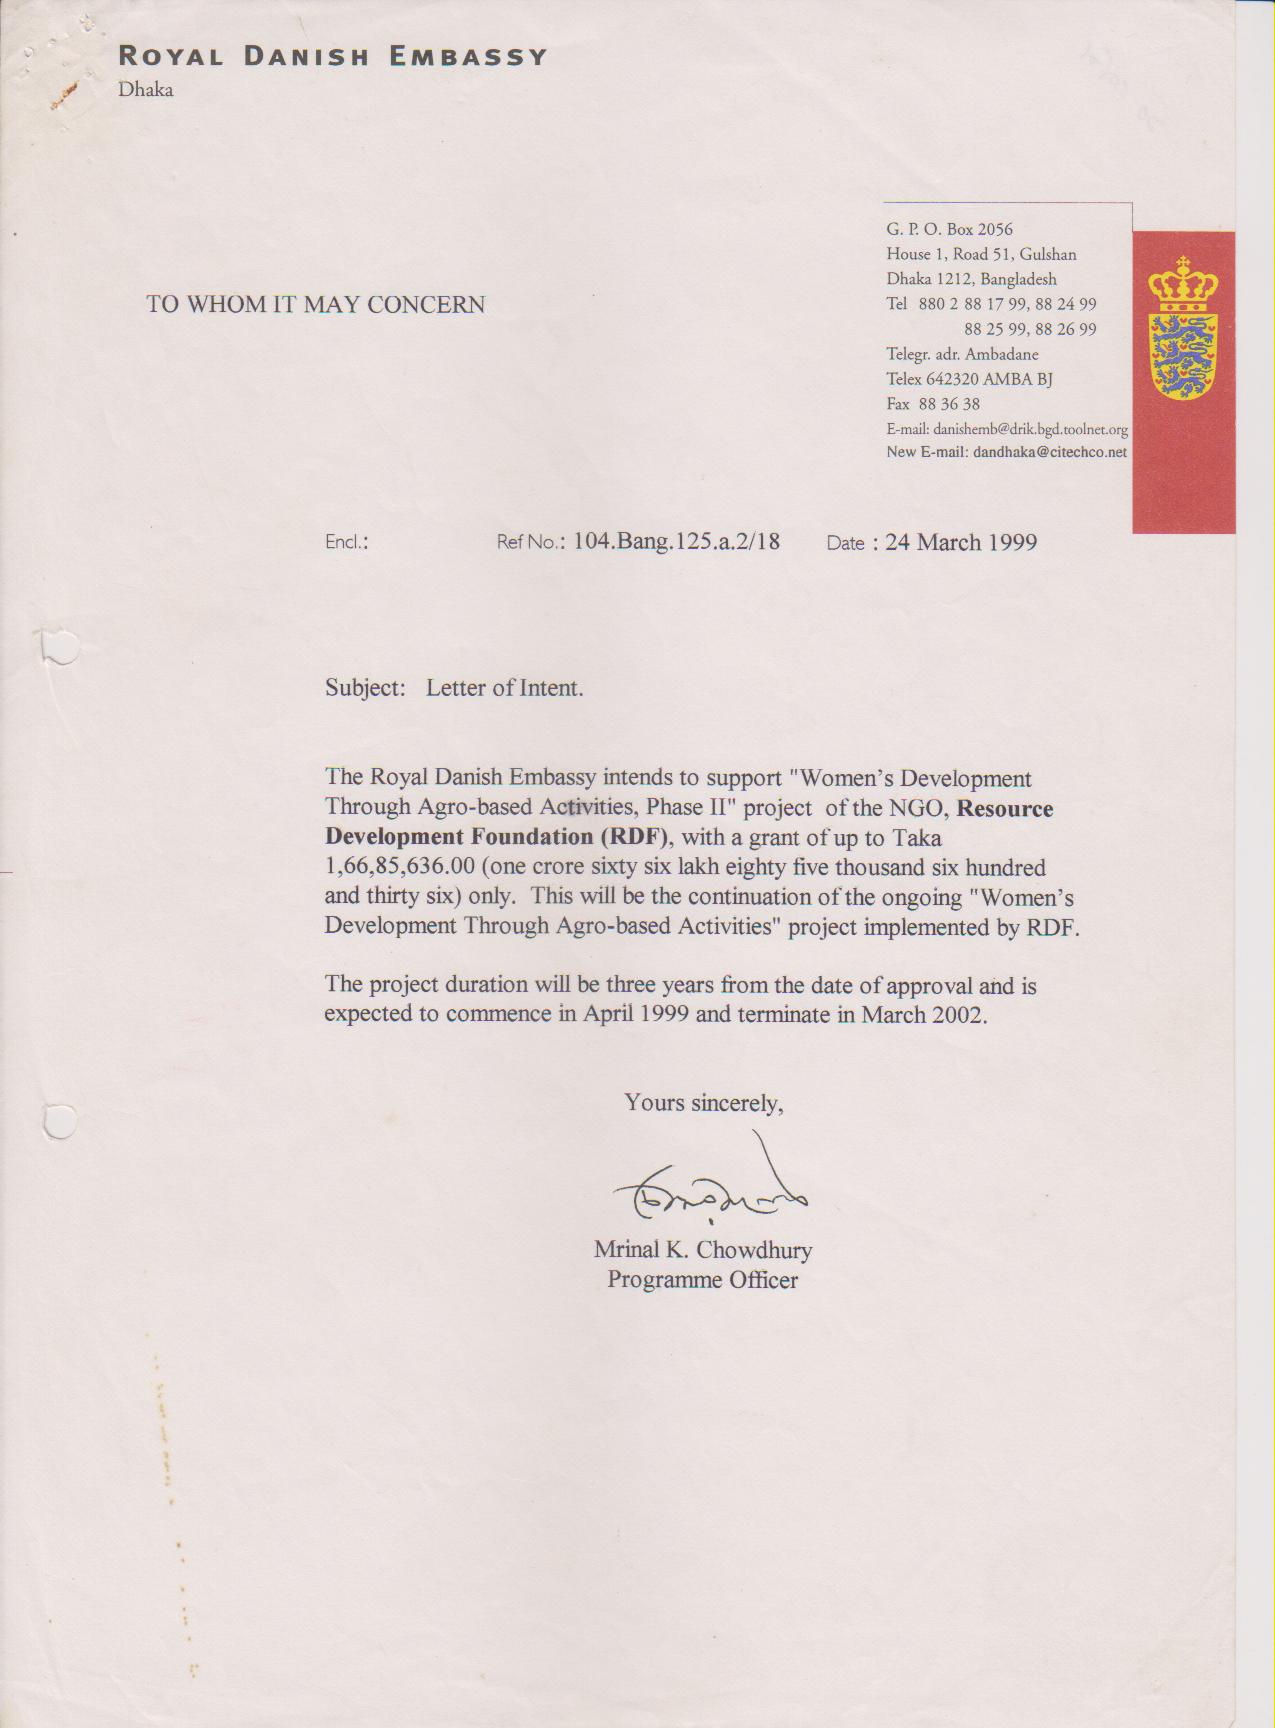 ROYAL DANISH EMBASSY
Dhaka
G. P. O. Box 2056
House 1, Road 51, Gulshan
Dhaka 1212, Bangladesh
Tel 880 2 88 17 99, 88 24 99
88 25 99, 88 26 99
Telegr. adr. Ambadane
Telex 642320 AMBA BJ
Fax 88 36 38
E-mail: danishemb@drik.bgd.toolnet.org
New E-mail: dandhaka@citechco.net
TO WHOM IT MAY CONCERN
Encl.: Ref No.: 104.Bang.125.a.2/18 Date : 24 March 1999
Subject: Letter of Intent.
The Royal Danish Embassy intends to support "Women's Development
Through Agro-based Activities, Phase II" project of the NGO, Resource
Development Foundation (RDF), with a grant of up to Taka
1,66,85,636.00 (one crore sixty six lakh eighty five thousand six hundred
and thirty six) only. This will be the continuation of the ongoing "Women's
Development Through Agro-based Activities" project implemented by RDF.
The project duration will be three years from the date of approval and is
expected to commence in April 1999 and terminate in March 2002.
Yours sincerely,
Mrinal K. Chowdhury
Programme Officer